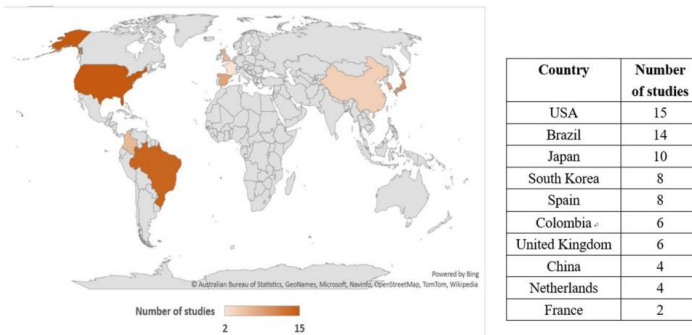 Powered by Bing
© Australian Bureau of Statistics, GeoNames, Microsoft, Navinfo, OpenStreetMap, TomTom, Wikipedia
Number of studies
2 15
Country Number of studies
USA 15
Brazil 14
Japan 10
South Korea 8
Spain 8
Colombia 6
United Kingdom 6
China 4
Netherlands 4
France 2